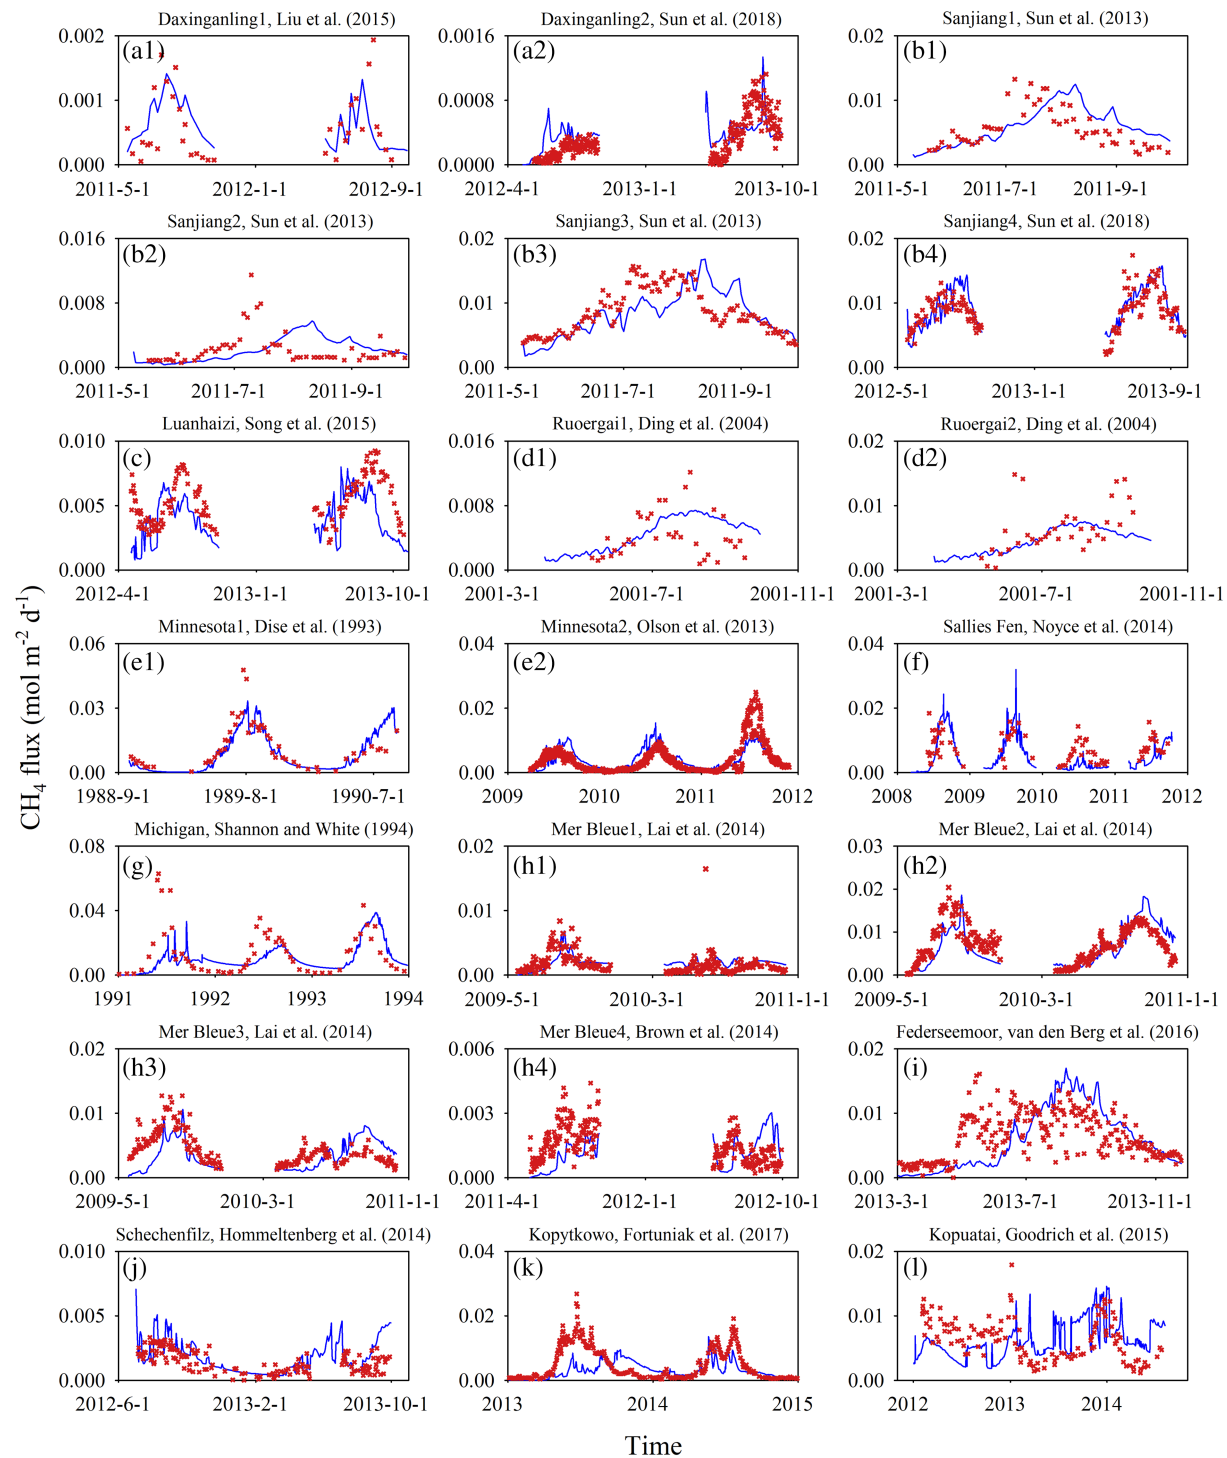 Daxinganling1, Liu et al. (2015) Daxinganling2, Sun et al. (2018) Sanjiang1, Sun et al. (2013)
0.002 (a1) 0.0016 (a2) 0.02 (b1)
0.001 0.0008 0.01
0.000 0.0000 0.00
2011-5-1 2012-1-1 2012-9-1 2012-4-1 2013-1-1 2013-10-1 2011-5-1 2011-7-1 2011-9-1
Sanjiang2, Sun et al. (2013) Sanjiang3, Sun et al. (2013) Sanjiang4, Sun et al. (2018)
0.016 (b2) 0.02 (b3) 0.02 (b4)
0.008 0.01 0.01
0.000 0.00 0.00
2011-5-1 2011-7-1 2011-9-1 2011-5-1 2011-7-1 2011-9-1 2012-5-1 2013-1-1 2013-9-1
Luanhaizi, Song et al. (2015) Ruoergai1, Ding et al. (2004) Ruoergai2, Ding et al. (2004)
0.010 (c) 0.016 (d1) 0.02 (d2)
0.005 0.008 0.01
0.000 0.000 0.00
2012-4-1 2013-1-1 2013-10-1 2001-3-1 2001-7-1 2001-11-1 2001-3-1 2001-7-1 2001-11-1
CH4 flux (mol m-2 d-1)
Minnesota1, Dise et al. (1993) Minnesota2, Olson et al. (2013) Sallies Fen, Noyce et al. (2014)
0.06 (e1) 0.04 (e2) 0.04 (f)
0.03 0.02 0.02
0.00 0.00 0.00
1988-9-1 1989-8-1 1990-7-1 2009 2010 2011 2012 2008 2009 2010 2011 2012
Michigan, Shannon and White (1994) Mer Bleue1, Lai et al. (2014) Mer Bleue2, Lai et al. (2014)
0.08 (g) 0.02 (h1) 0.03 (h2)
0.04 0.01 0.02
0.01
0.00 0.00 0.00
1991 1992 1993 1994 2009-5-1 2010-3-1 2011-1-1 2009-5-1 2010-3-1 2011-1-1
Mer Bleue3, Lai et al. (2014) Mer Bleue4, Brown et al. (2014) Federseemoor, van den Berg et al. (2016)
0.02 (h3) 0.006 (h4) 0.02 (i)
0.01 0.003 0.01
0.00 0.000 0.00
2009-5-1 2010-3-1 2011-1-1 2011-4-1 2012-1-1 2012-10-1 2013-3-1 2013-7-1 2013-11-1
Schechenfilz, Hommeltenberg et al. (2014) Kopytkowo, Fortuniak et al. (2017) Kopuatai, Goodrich et al. (2015)
0.010 (j) 0.04 (k) 0.02 (l)
0.005 0.02 0.01
0.000 0.00 0.00
2012-6-1 2013-2-1 2013-10-1 2013 2014 2015 2012 2013 2014
Time